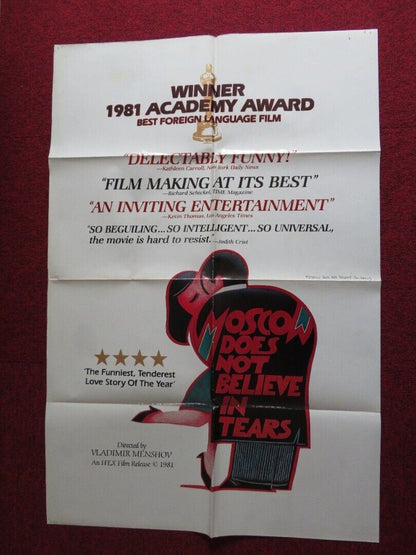 WINNER
1981 ACADEMY AWARD
BEST FOREIGN LANGUAGE FILM
"DELECTABLY FUNNY!"
—Kathleen Carroll, New York Daily News
"FILM MAKING AT ITS BEST"
—Richard Schickel, TIME Magazine
"AN INVITING ENTERTAINMENT"
—Kevin Thomas, Los Angeles Times
"SO BEGUILING...SO INTELLIGENT...SO UNIVERSAL,
the movie is hard to resist."—Judith Crist
MOSCOW
DOES
NOT
BELIEVE
IN
TEARS
'The Funniest, Tenderest
Love Story Of The Year'
Directed by
VLADIMIR MENSHOV
An IFEX Film Release © 1981